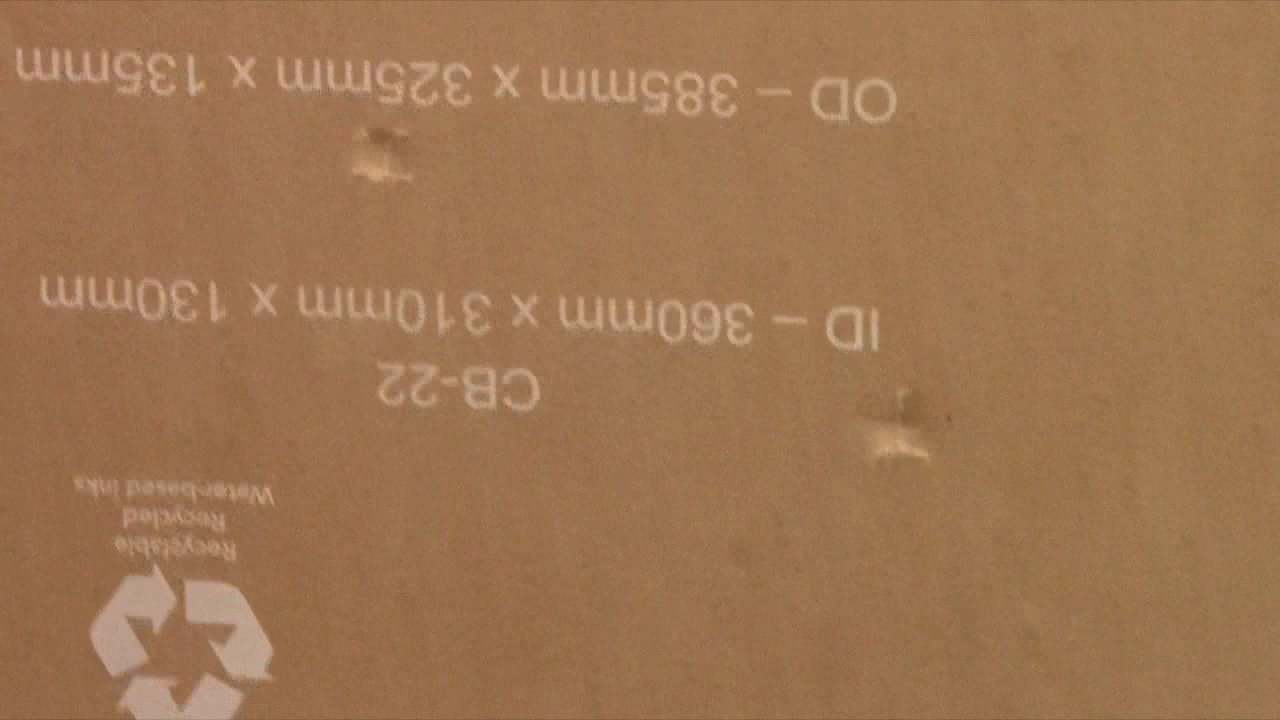 Recyclable
Recycled
Water-based inks
CB-22
ID – 360mm x 310mm x 130mm
OD – 385mm x 325mm x 135mm